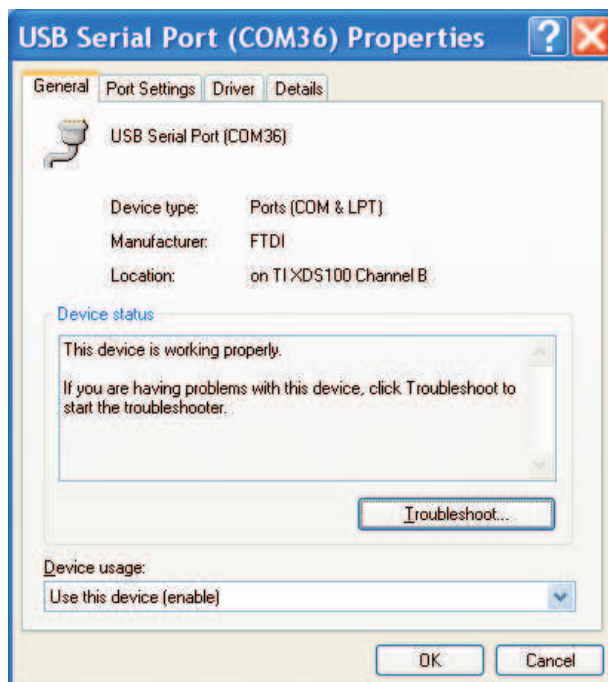 USB Serial Port (COM36) Properties
General Port Settings Driver Details
USB Serial Port (COM36)
Device type: Ports (COM & LPT)
Manufacturer: FTDI
Location: on TI XDS100 Channel B
Device status
This device is working properly.
If you are having problems with this device, click Troubleshoot to
start the troubleshooter.
Troubleshoot...
Device usage:
Use this device (enable)
OK Cancel